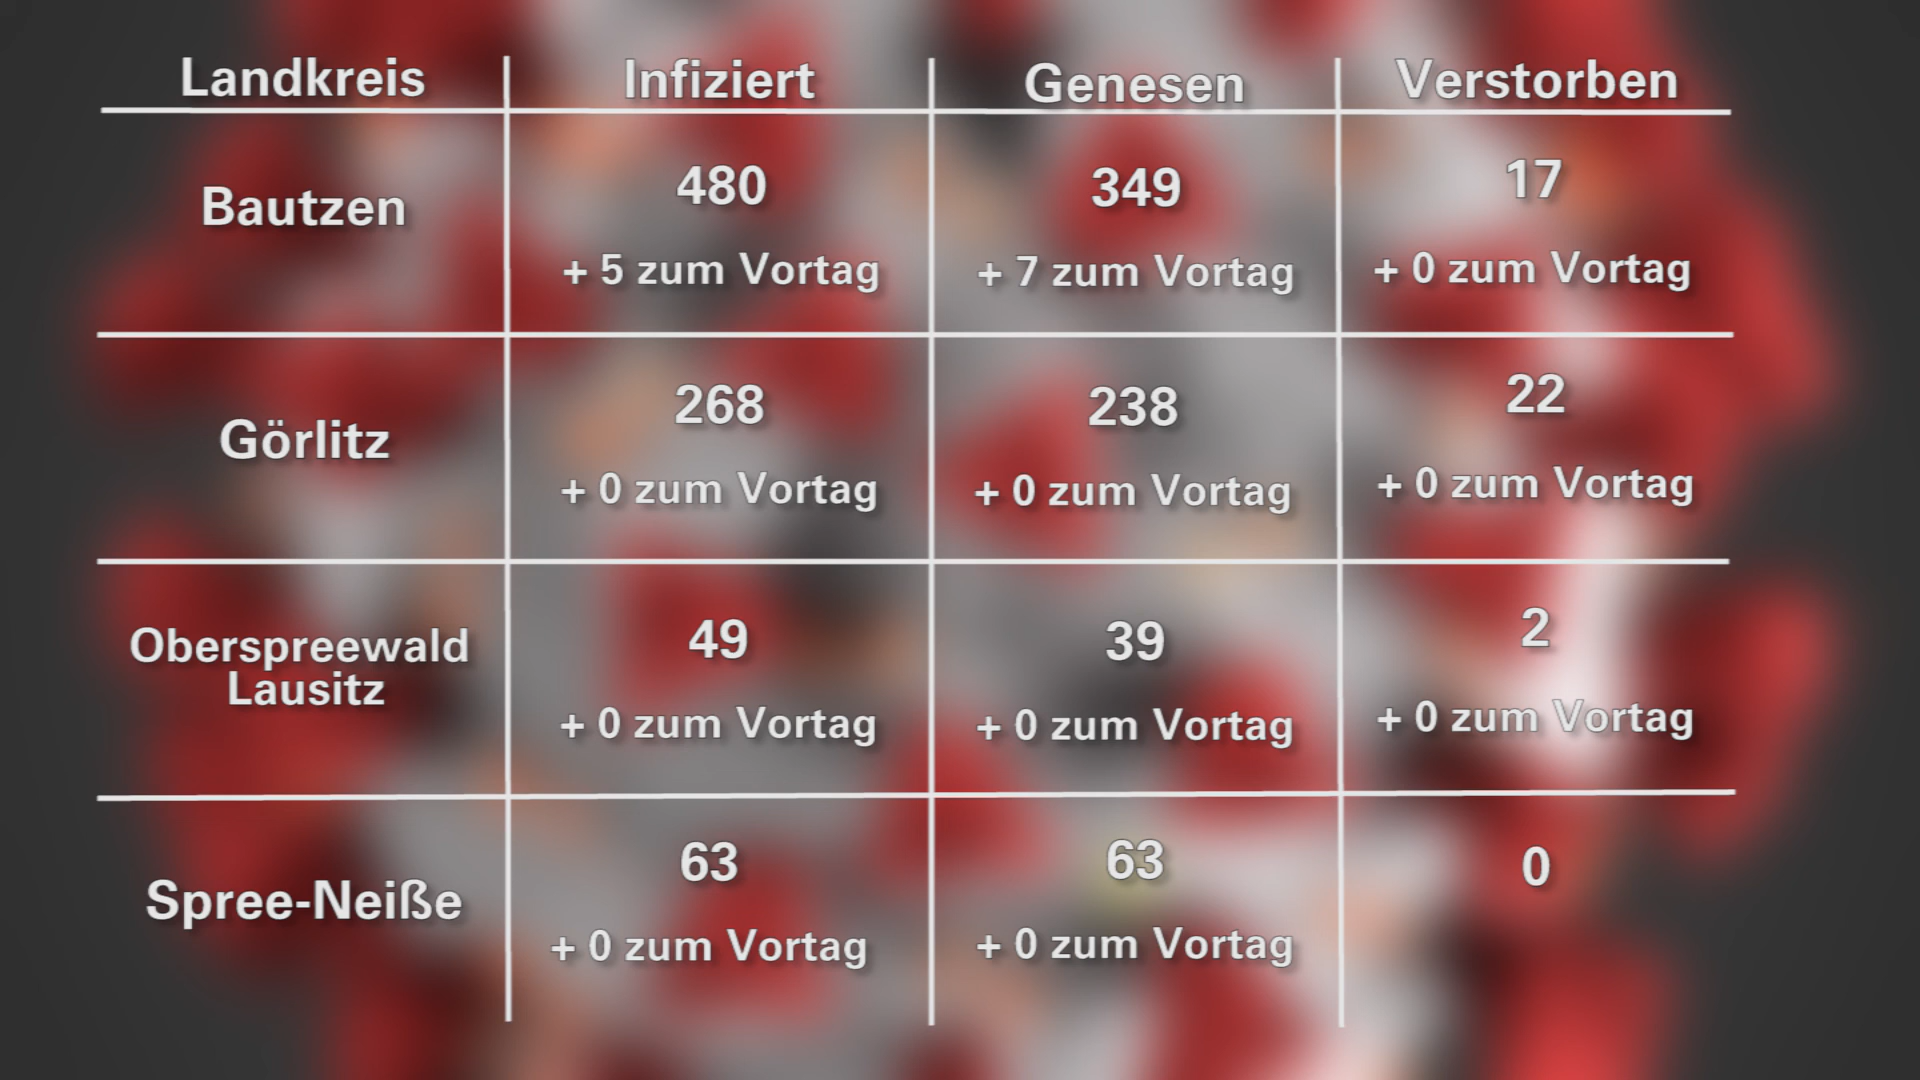 Landkreis Infiziert Genesen Verstorben
Bautzen 480 349 17
+ 5 zum Vortag + 7 zum Vortag + 0 zum Vortag
Görlitz 268 238 22
+ 0 zum Vortag + 0 zum Vortag + 0 zum Vortag
Oberspreewald
Lausitz 49 39 2
+ 0 zum Vortag + 0 zum Vortag + 0 zum Vortag
Spree-Neiße 63 63 0
+ 0 zum Vortag + 0 zum Vortag